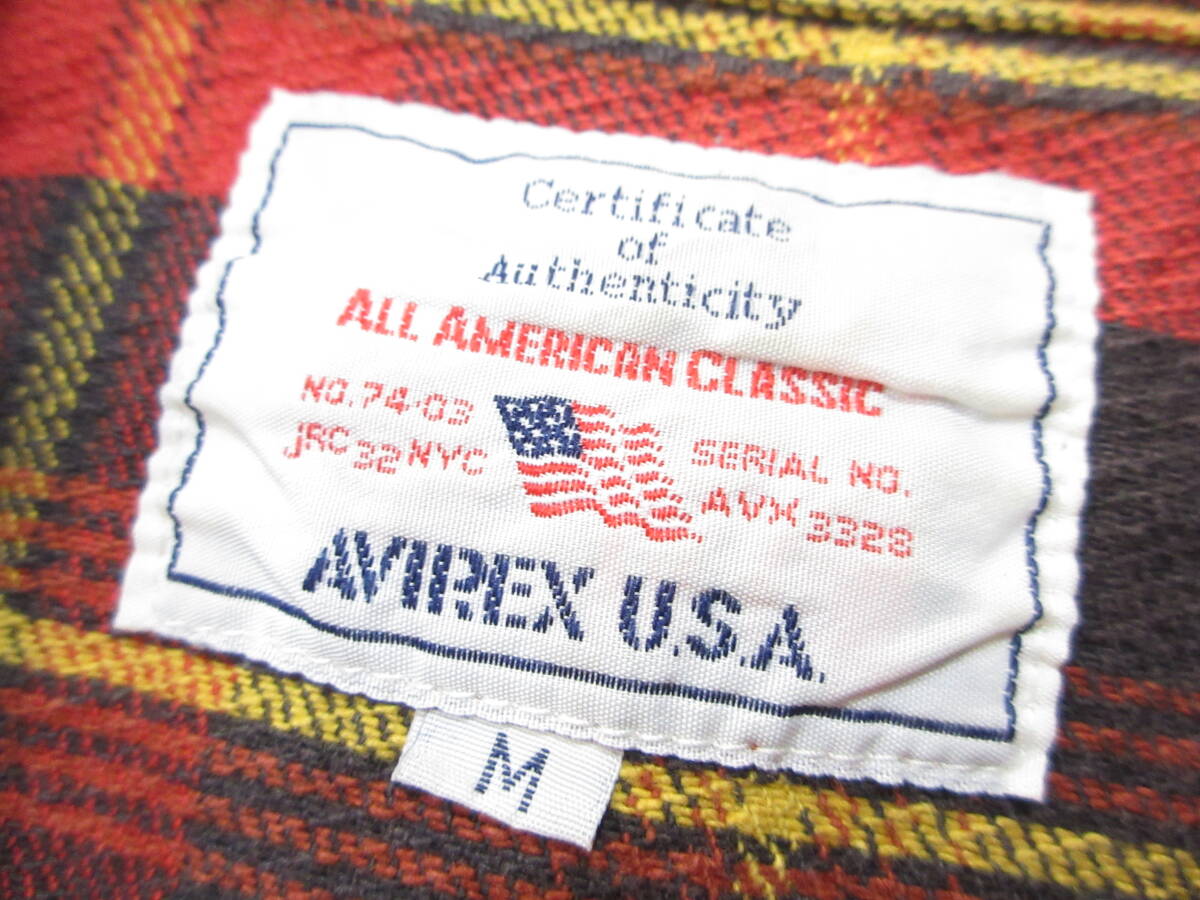 Certificate
of
Authenticity
ALL AMERICAN CLASSIC
NO.74-03
JRC 32 NYC
SERIAL NO.
AVX 3328
AVIREX U.S.A.
M